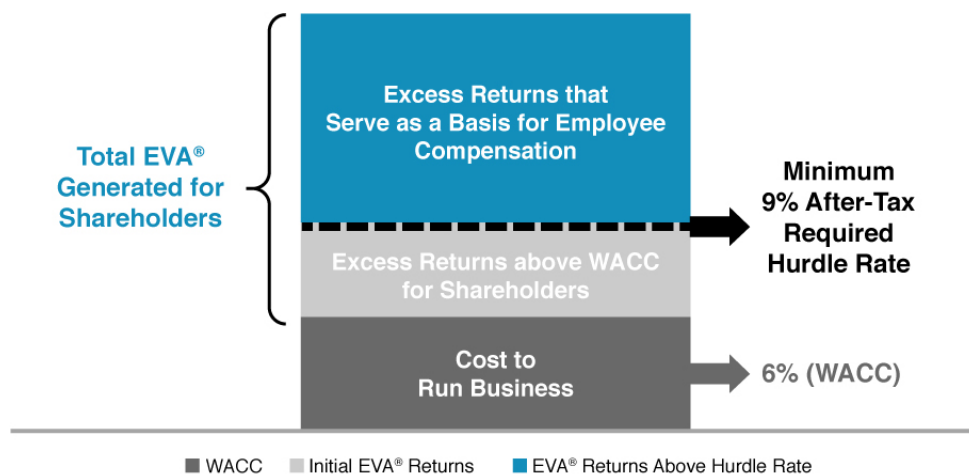 Excess Returns that
Serve as a Basis for Employee
Compensation
Total EVA®
Generated for
Shareholders
Minimum
9% After-Tax
Required
Hurdle Rate
Excess Returns above WACC
for Shareholders
Cost to
Run Business
6% (WACC)
WACC
Initial EVA® Returns
EVA® Returns Above Hurdle Rate